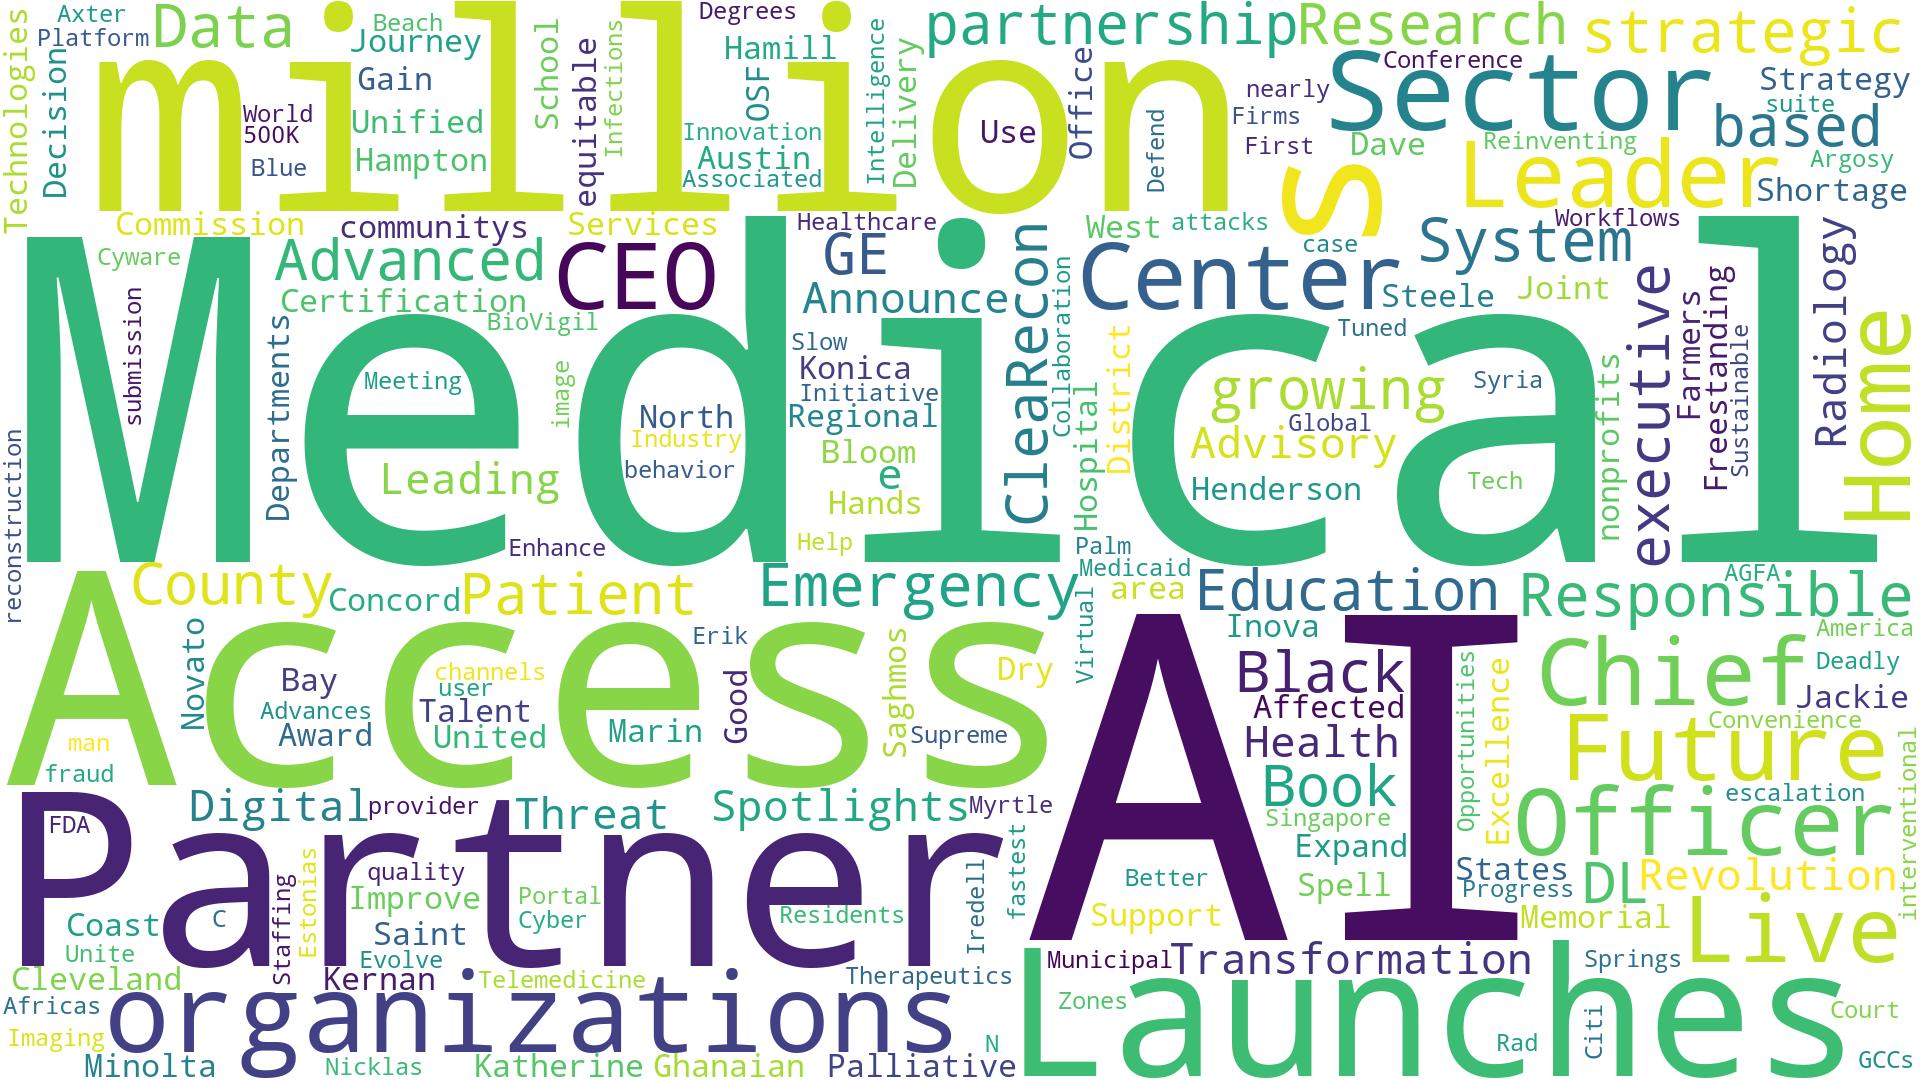 Axter
Platform
Technologies
Decision
Data
million
Beach
Journey
Gain
World
500K
Blue
Unified
Hampton
School
equitable
Infections
Degrees
Hamill
OSF
Innovation
Austin
Associated
Intelligence
Delivery
partnership
Research
strategic
Use
Office
Defend
nearly
Firms
First
Conference
Sector
Strategy
suite
based
Dave
Reinventing
Leader
Argosy
Shortage
s
Commission
communitys
Services
Healthcare
West
attacks
Workflows
case
System
Cyware
submission
Medical
Advanced
Certification
CEO
BioVigil
GE
Announce
ClearRecon
Collaboration
Center
Steele
Joint
Tuned
executive
Farmers
Freestanding
Sustainable
Radiology
Home
Departments
Meeting
image
Slow
Konica
Initiative
Regional
North
Industry
behavior
Leading
Bloom
e
Hands
Hospital
District
growing
Global
Advisory
Syria
Henderson
Tech
nonprofits
Enhance
Help
Palm
Medicaid
reconstruction
County
Concord
Patient
Emergency
Virtual
area
Education
AGFA
Responsible
Access
Novato
Erik
Saghmos
Dry
Inova
America
Bay
channels
user
Advances
Talent
Award
United
Marin
Good
Supreme
man
fraud
AI
Black
Affected
Health
Book
Singapore
Expand
Spell
Opportunities
Excellence
Chief
Deadly
Jackie
Convenience
Future
interventional
escalation
Officer
Partner
FDA
Digital
provider
Threat
Spotlights
Myrtle
fastest
Staffing
Estonias
quality
Improve
Portal
Cyber
Residents
Iredell
Better
Support
States
Progress
DL
Revolution
Memorial
Live
Coast
C
Unite
Saint
Evolve
Cleveland
Kernan
Telemedicine
Therapeutics
Municipal
Transformation
Springs
Africas
organizations
Launches
Zones
Rad
Citi
Court
GCCs
Imaging
Minolta
Nicklas
Katherine
Ghanaian
Palliative
N